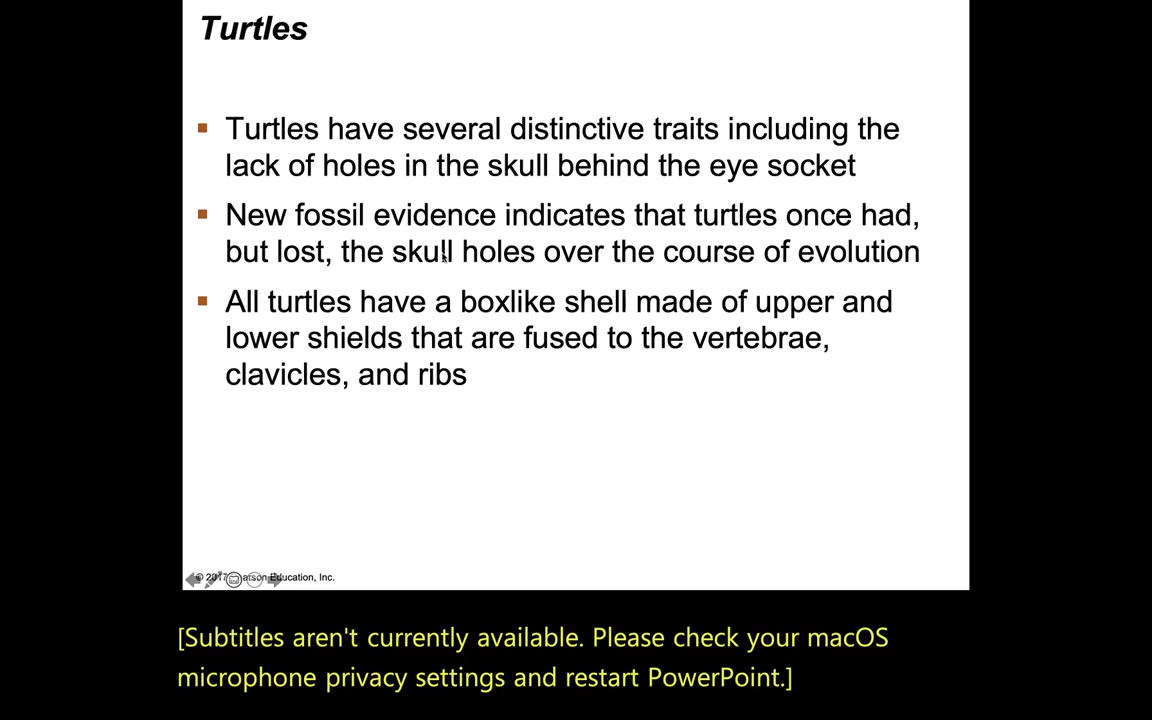 Turtles
Turtles have several distinctive traits including the
lack of holes in the skull behind the eye socket
New fossil evidence indicates that turtles once had,
but lost, the skull holes over the course of evolution
All turtles have a boxlike shell made of upper and
lower shields that are fused to the vertebrae,
clavicles, and ribs
© 2017 Education, Inc.
[Subtitles aren't currently available. Please check your macOS
microphone privacy settings and restart PowerPoint.]